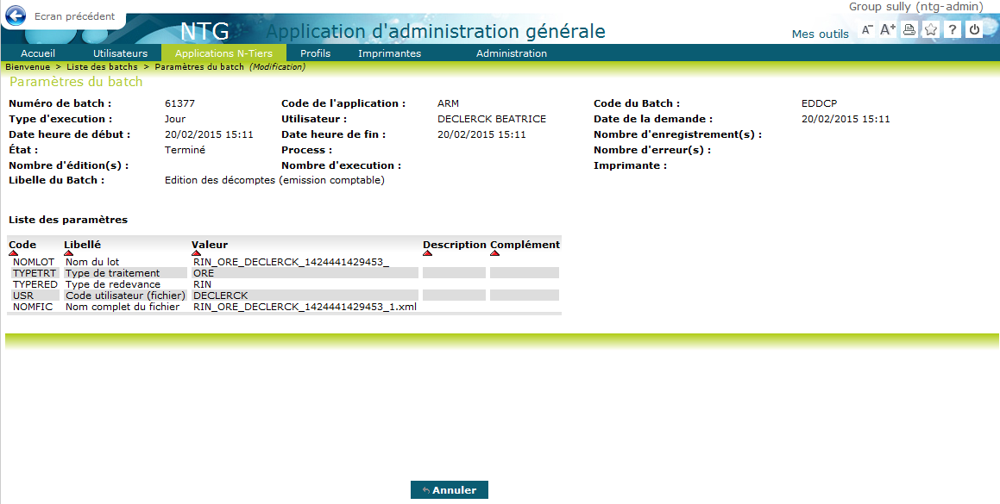 Ecran précédent
Group sully (ntg-admin)
NTG Application d'administration générale
Mes outils A- A+ ?
Accueil Utilisateurs Applications N-Tiers Profils Imprimantes Administration
Bienvenue > Liste des batchs > Paramètres du batch (Modification)
Paramètres du batch
Numéro de batch : 61377 Code de l'application : ARM Code du Batch : EDDCP
Type d'execution : Jour Utilisateur : DECLERCK BEATRICE Date de la demande : 20/02/2015 15:11
Date heure de début : 20/02/2015 15:11 Date heure de fin : 20/02/2015 15:11 Nombre d'enregistrement(s) :
État : Terminé Process : Nombre d'erreur(s) :
Nombre d'édition(s) : Nombre d'execution : Imprimante :
Libelle du Batch : Edition des décomptes (emission comptable)
Liste des paramètres
Code Libellé Valeur Description Complément
NOMLOT Nom du lot RIN_ORE_DECLERCK_1424441429453_
TYPETRT Type de traitement ORE
TYPERED Type de redevance RIN
USR Code utilisateur (fichier) DECLERCK
NOMFIC Nom complet du fichier RIN_ORE_DECLERCK_1424441429453_1.xml
Annuler